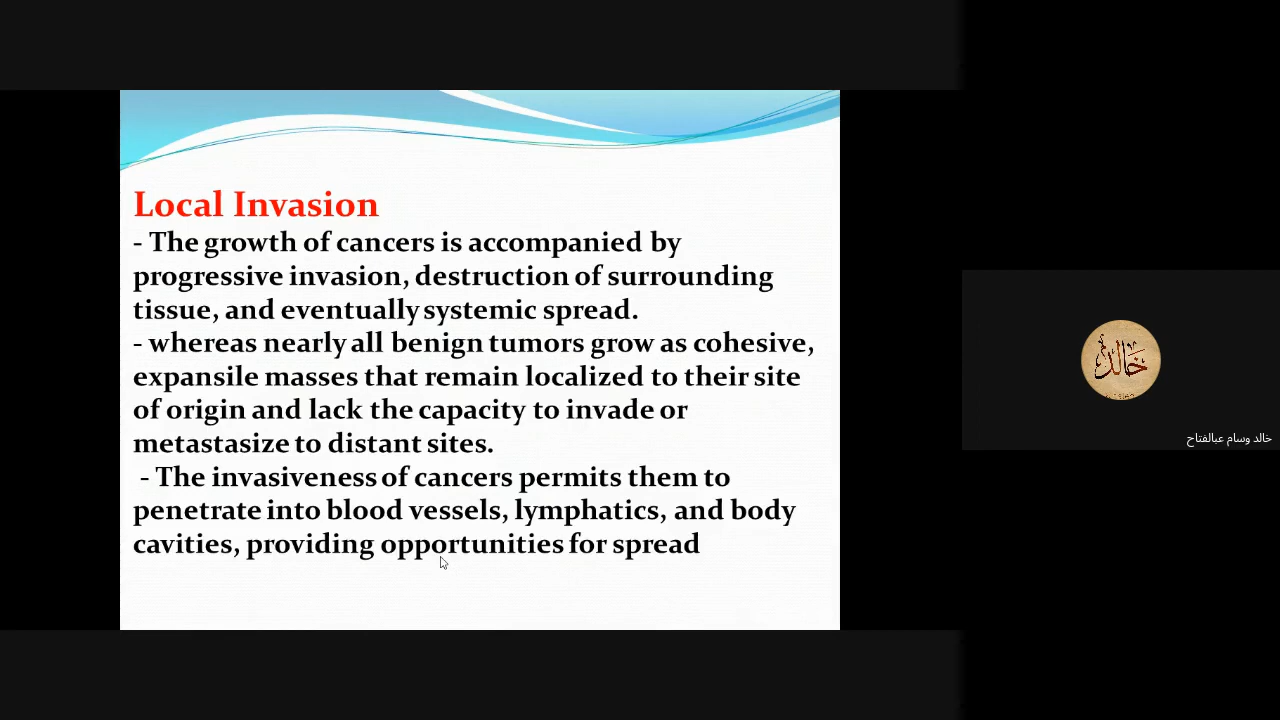 Local Invasion
- The growth of cancers is accompanied by
progressive invasion, destruction of surrounding
tissue, and eventually systemic spread.
- whereas nearly all benign tumors grow as cohesive,
expansile masses that remain localized to their site
of origin and lack the capacity to invade or
metastasize to distant sites.
- The invasiveness of cancers permits them to
penetrate into blood vessels, lymphatics, and body
cavities, providing opportunities for spread
خالد
خالد وسام عبالفتاح